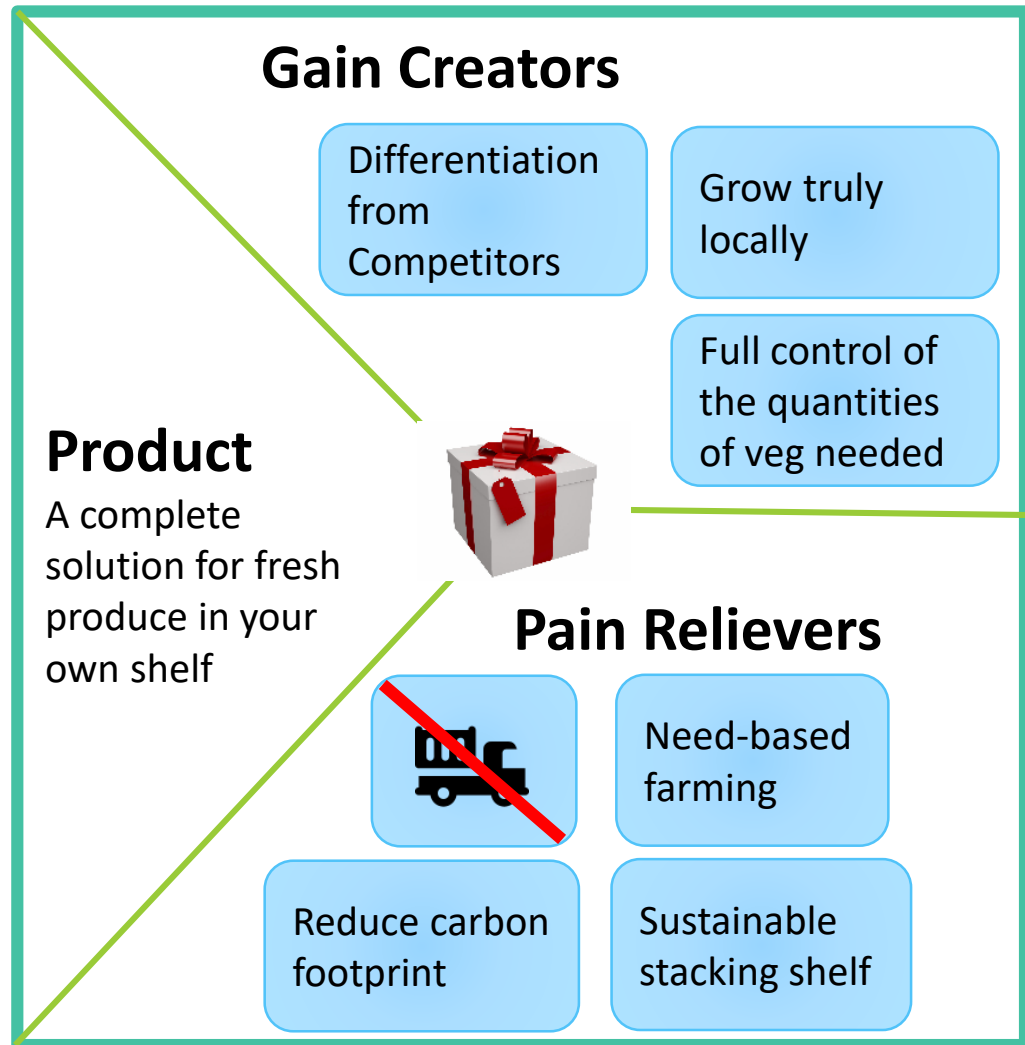 Gain Creators
Differentiation
from
Competitors
Grow truly
locally
Full control of
the quantities
of veg needed
Product
A complete
solution for fresh
produce in your
own shelf
Pain Relievers
Need-based
farming
Reduce carbon
footprint
Sustainable
stacking shelf